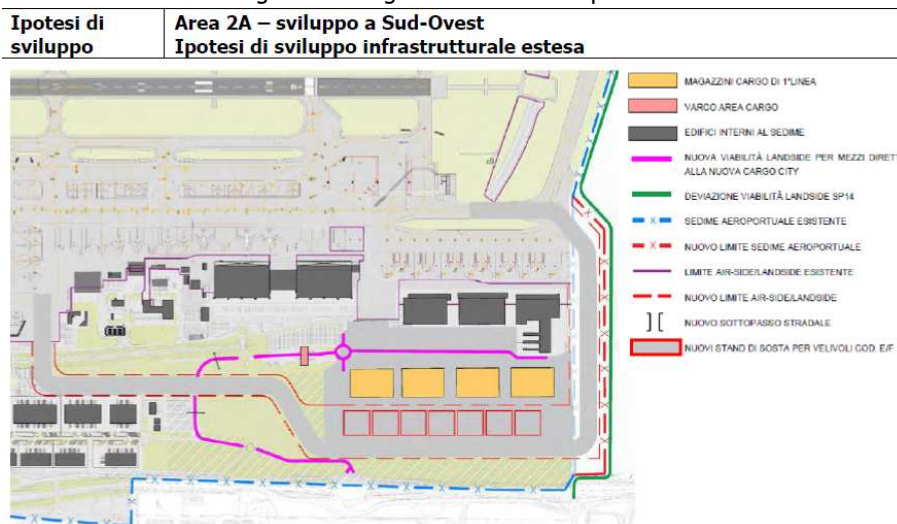 Ipotesi di sviluppo
Area 2A – sviluppo a Sud-Ovest
Ipotesi di sviluppo infrastrutturale estesa
MAGAZZINI CARGO DI 1°LINEA
VARCO AREA CARGO
EDIFICI INTERNI AL SEDIME
NUOVA VIABILITÀ LANDSIDE PER MEZZI DIRETT
ALLA NUOVA CARGO CITY
DEVIAZIONE VIABILITÀ LANDSIDE SP14
SEDIME AEROPORTUALE ESISTENTE
NUOVO LIMITE SEDIME AEROPORTUALE
LIMITE AIR-SIDE/LANDSIDE ESISTENTE
NUOVO LIMITE AIR-SIDE/LANDSIDE
NUOVO SOTTOPASSO STRADALE
NUOVI STAND DI SOSTA PER VELIVOLI COD. E/F